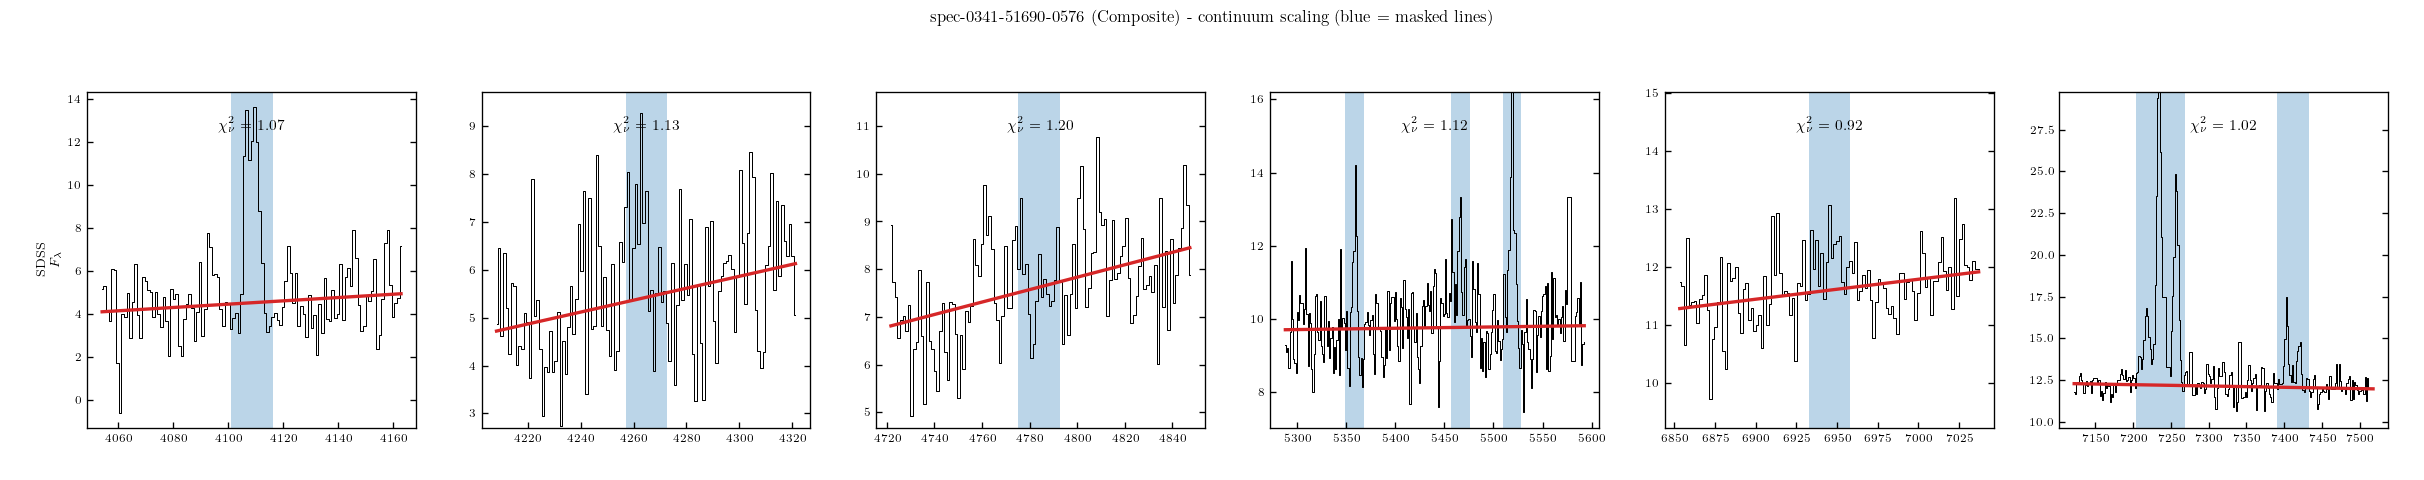 spec-0341-51690-0576 (Composite) - continuum scaling (blue = masked lines)
SDSS
F_λ
χ²_ν = 1.07
0 2 4 6 8 10 12 14
4060 4080 4100 4120 4140 4160
χ²_ν = 1.13
3 4 5 6 7 8 9
4220 4240 4260 4280 4300 4320
χ²_ν = 1.20
5 6 7 8 9 10 11
4720 4740 4760 4780 4800 4820 4840
χ²_ν = 1.12
8 10 12 14 16
5300 5350 5400 5450 5500 5550 5600
χ²_ν = 0.92
10 11 12 13 14 15
6850 6875 6900 6925 6950 6975 7000 7025
χ²_ν = 1.02
10.0 12.5 15.0 17.5 20.0 22.5 25.0 27.5
7150 7200 7250 7300 7350 7400 7450 7500